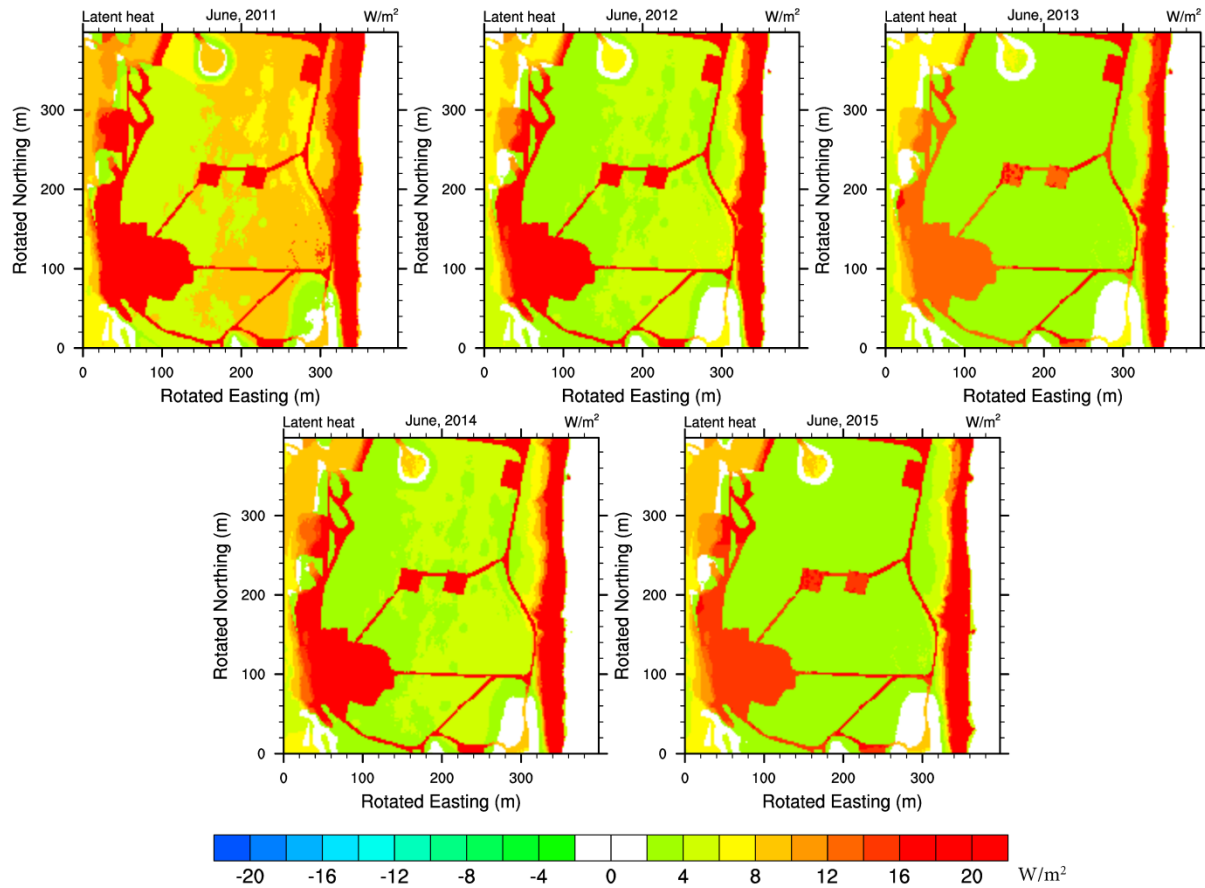 Latent heat June, 2011 W/m²
Latent heat June, 2012 W/m²
Latent heat June, 2013 W/m²
Rotated Northing (m)
400
300
200
100
0
0 100 200 300
Rotated Easting (m)
Rotated Northing (m)
400
300
200
100
0
0 100 200 300
Rotated Easting (m)
Rotated Northing (m)
400
300
200
100
0
0 100 200 300
Rotated Easting (m)
Latent heat June, 2014 W/m²
Latent heat June, 2015 W/m²
Rotated Northing (m)
400
300
200
100
0
0 100 200 300
Rotated Easting (m)
Rotated Northing (m)
400
300
200
100
0
0 100 200 300
Rotated Easting (m)
-20 -16 -12 -8 -4 0 4 8 12 16 20 W/m²